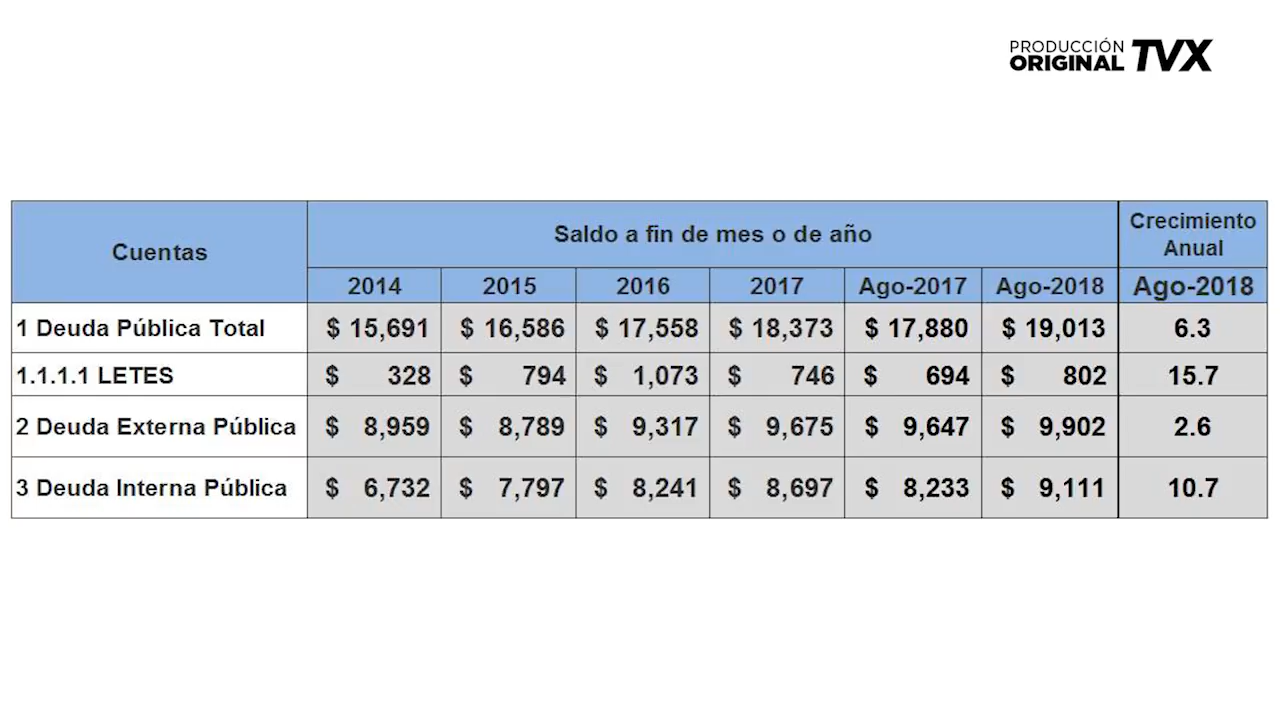 PRODUCCIÓN
ORIGINAL TVX
Cuentas
Saldo a fin de mes o de año
Crecimiento
Anual
2014 2015 2016 2017 Ago-2017 Ago-2018 Ago-2018
1 Deuda Pública Total $ 15,691 $ 16,586 $ 17,558 $ 18,373 $ 17,880 $ 19,013 6.3
1.1.1.1 LETES $ 328 $ 794 $ 1,073 $ 746 $ 694 $ 802 15.7
2 Deuda Externa Pública $ 8,959 $ 8,789 $ 9,317 $ 9,675 $ 9,647 $ 9,902 2.6
3 Deuda Interna Pública $ 6,732 $ 7,797 $ 8,241 $ 8,697 $ 8,233 $ 9,111 10.7